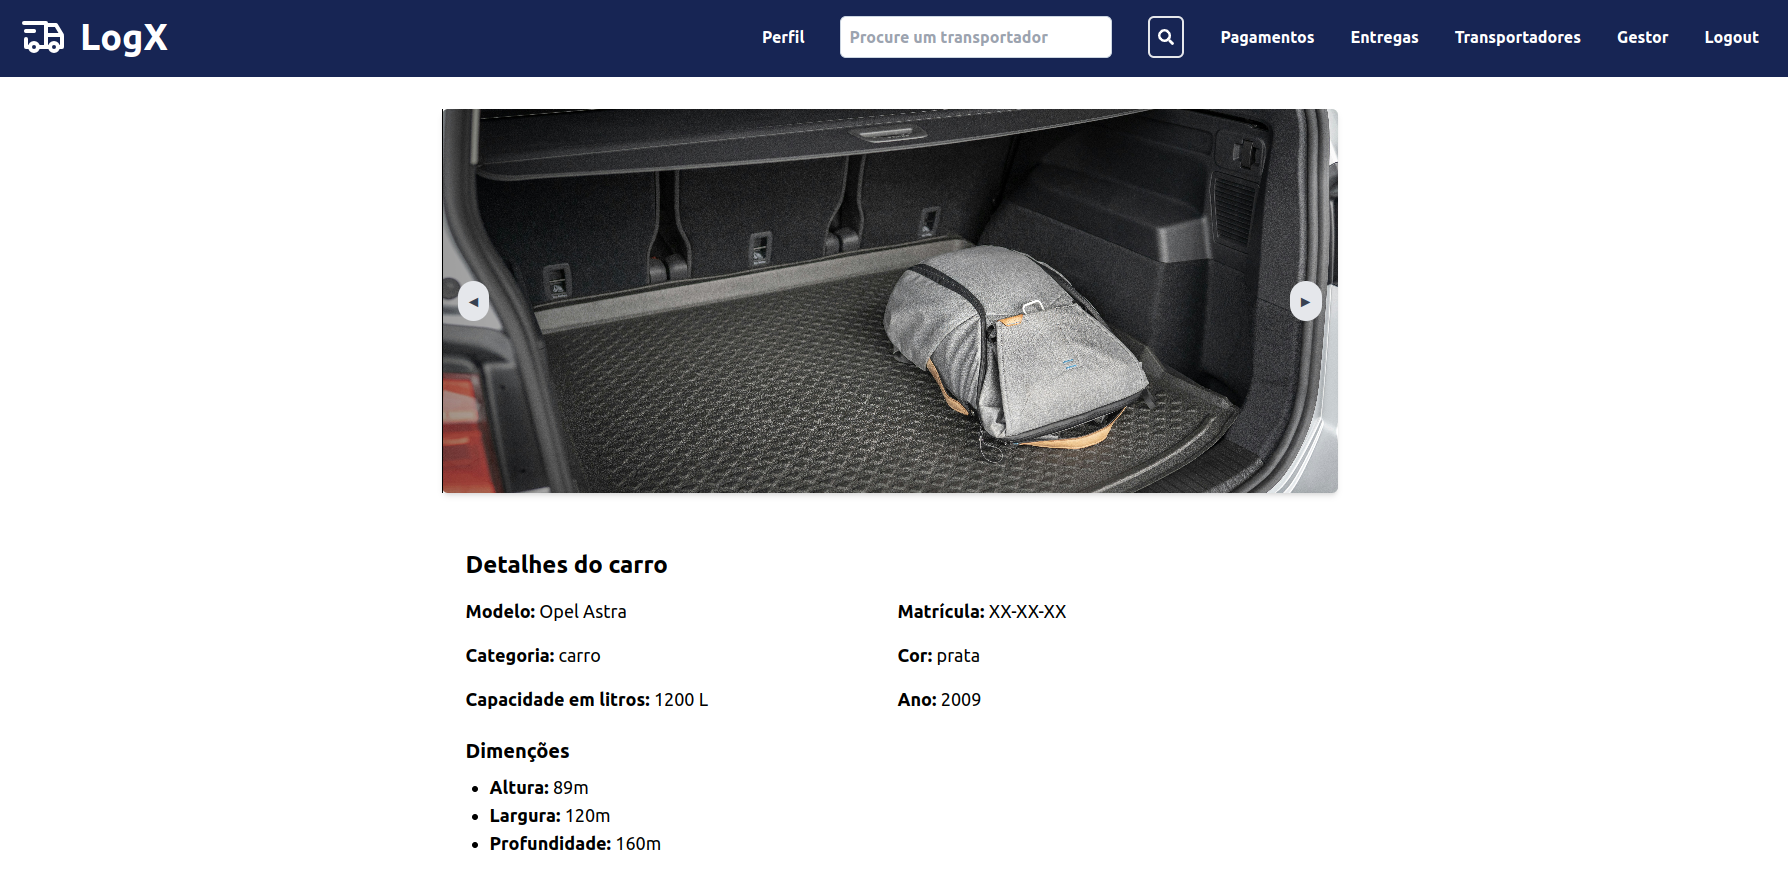 LogX
Perfil
Procure um transportador
Pagamentos
Entregas
Transportadores
Gestor
Logout
Detalhes do carro
Modelo: Opel Astra
Matrícula: XX-XX-XX
Categoria: carro
Cor: prata
Capacidade em litros: 1200 L
Ano: 2009
Dimenções
Altura: 89m
Largura: 120m
Profundidade: 160m